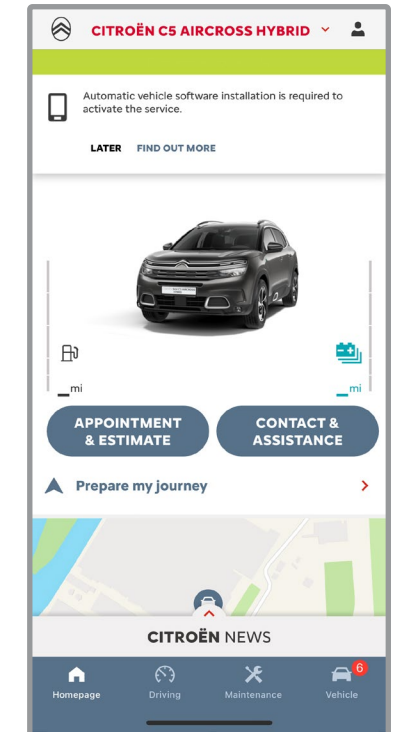 CITROËN C5 AIRCROSS HYBRID
Automatic vehicle software installation is required to
activate the service.
LATER FIND OUT MORE
_mi _mi
APPOINTMENT
& ESTIMATE
CONTACT &
ASSISTANCE
Prepare my journey
CITROËN NEWS
6
Homepage Driving Maintenance Vehicle